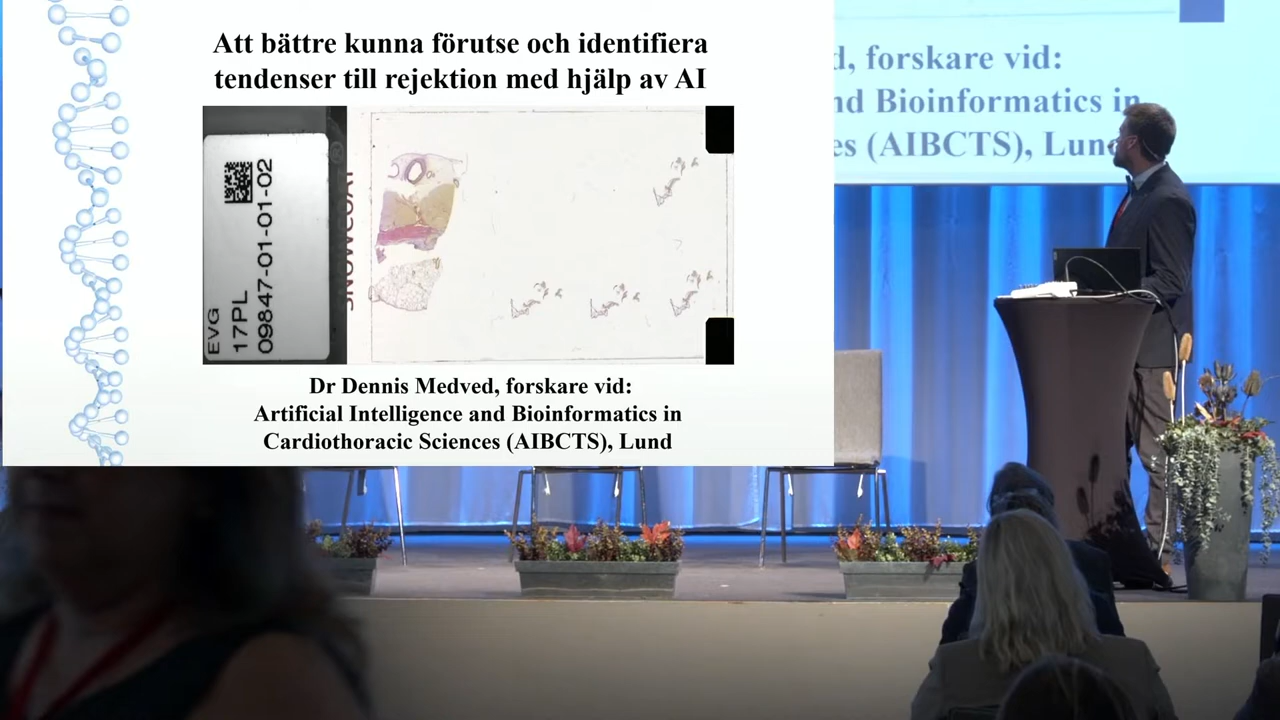 Att bättre kunna förutse och identifiera
tendenser till rejektion med hjälp av AI
EVG
17PL
09847-01-01-02
SNOWCOAT
Dr Dennis Medved, forskare vid:
Artificial Intelligence and Bioinformatics in
Cardiothoracic Sciences (AIBCTS), Lund
d, forskare vid:
nd Bioinformatics in
es (AIBCTS), Lund